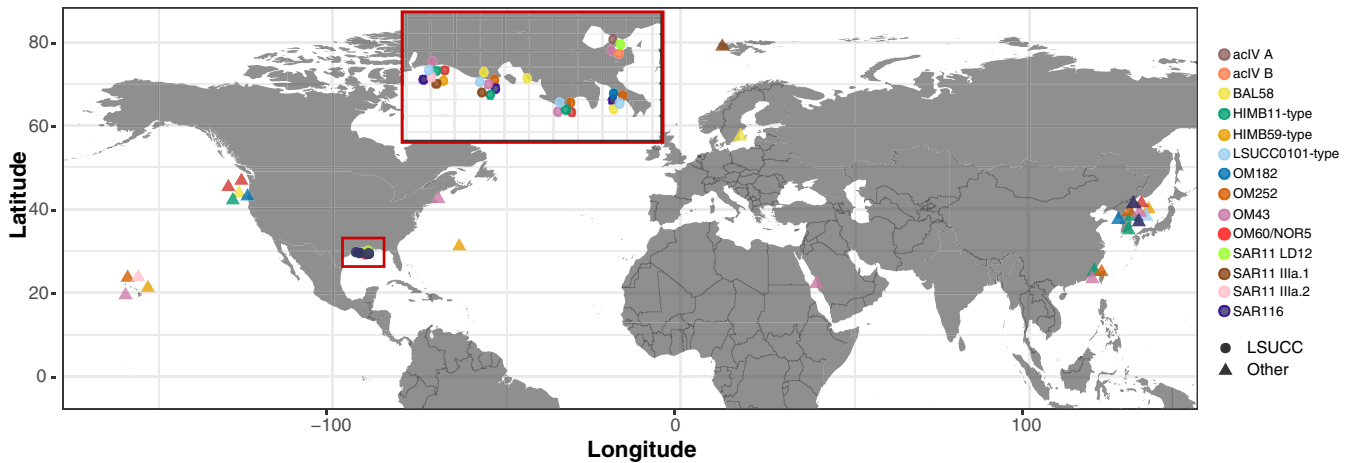 80
60
40
20
0
Latitude
−100
0
100
Longitude
acIV A
acIV B
BAL58
HIMB11-type
HIMB59-type
LSUCC0101-type
OM182
OM252
OM43
OM60/NOR5
SAR11 LD12
SAR11 IIIa.1
SAR11 IIIa.2
SAR116
LSUCC
Other